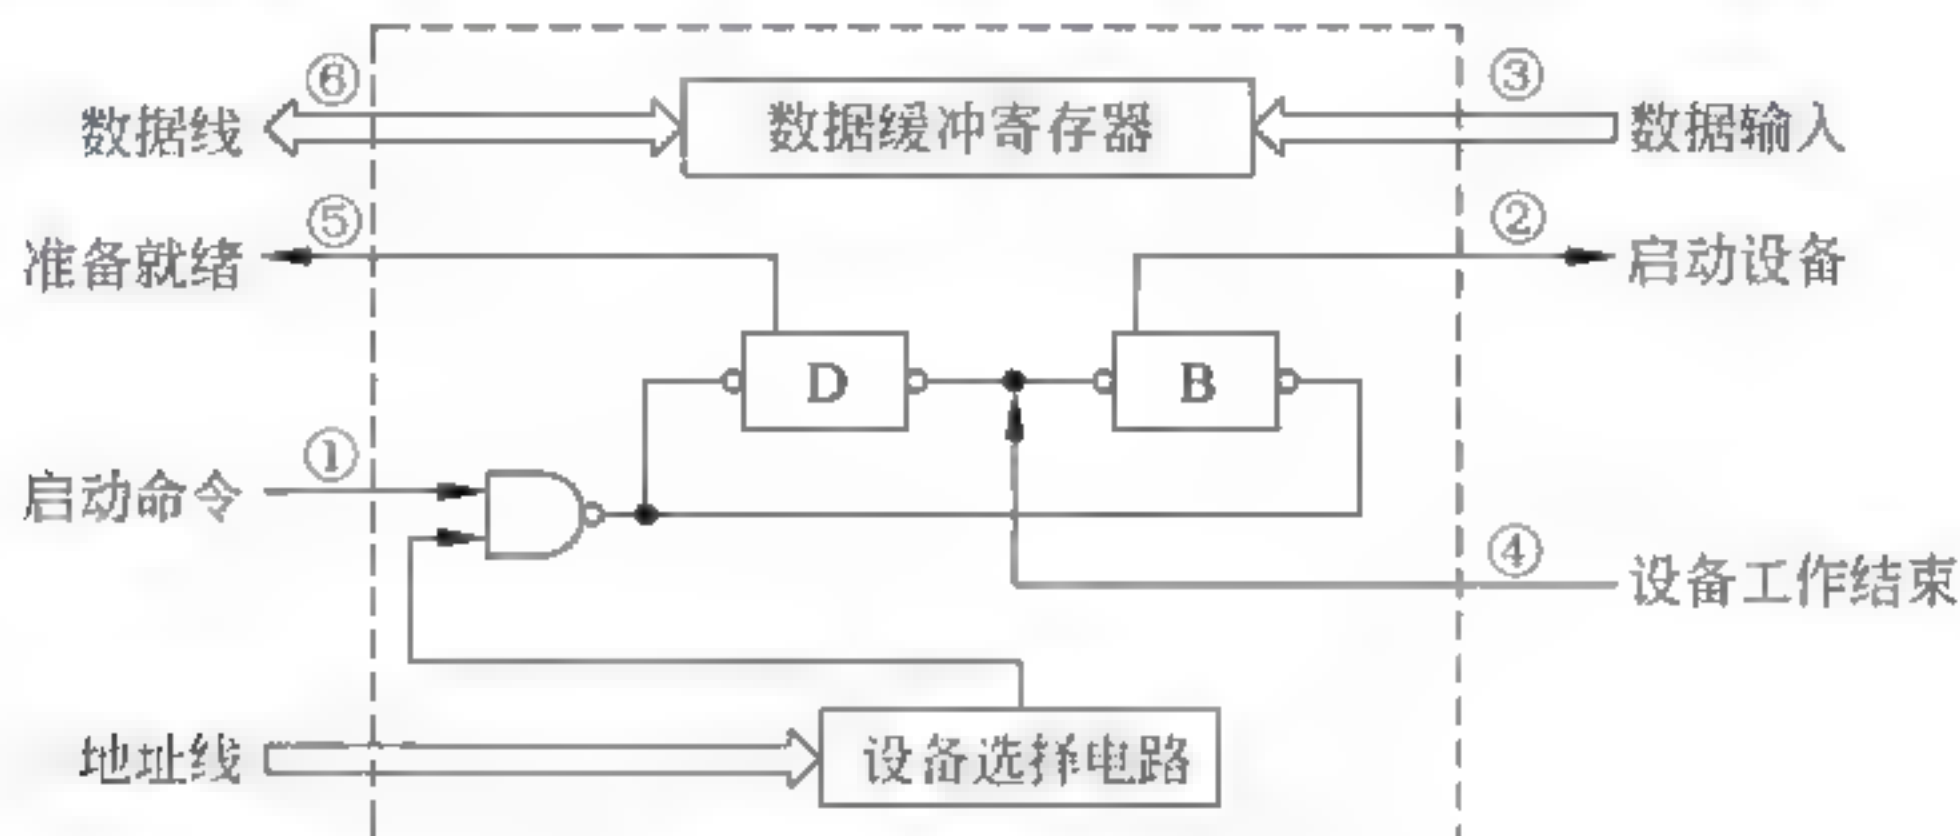 ⑥
③
数据线
数据缓冲寄存器
数据输入
⑤
②
准备就绪
启动设备
D
B
①
启动命令
④
设备工作结束
地址线
设备选择电路